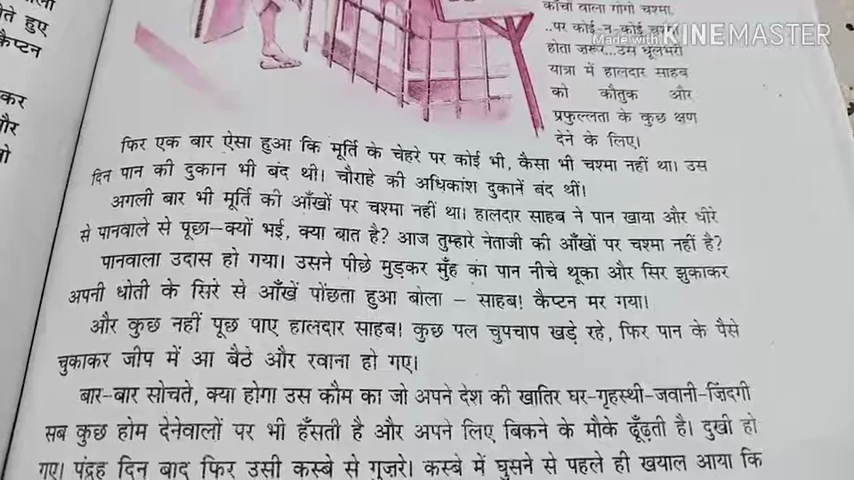 हुए
कैप्टन
कर
और
काँचों वाला गोगो चश्मा
..पर कोई-न-कोई
Made with KINEMASTER
होता ज़रूर...उस धूलभरी
यात्रा में हालदार साहब
को कौतुक और
प्रफुल्लता के कुछ क्षण
देने के लिए।
फिर एक बार ऐसा हुआ कि मूर्ति के चेहरे पर कोई भी, कैसा भी चश्मा नहीं था। उस
दिन पान की दुकान भी बंद थी। चौराहे की अधिकांश दुकानें बंद थीं।
अगली बार भी मूर्ति की आँखों पर चश्मा नहीं था। हालदार साहब ने पान खाया और धीरे
से पानवाले से पूछा–क्यों भई, क्या बात है? आज तुम्हारे नेताजी की आँखों पर चश्मा नहीं है?
पानवाला उदास हो गया। उसने पीछे मुड़कर मुँह का पान नीचे थूका और सिर झुकाकर
अपनी धोती के सिरे से आँखें पोंछता हुआ बोला – साहब! कैप्टन मर गया।
और कुछ नहीं पूछ पाए हालदार साहब। कुछ पल चुपचाप खड़े रहे, फिर पान के पैसे
चुकाकर जीप में आ बैठे और रवाना हो गए।
बार-बार सोचते, क्या होगा उस कौम का जो अपने देश की खातिर घर-गृहस्थी-जवानी-ज़िंदगी
सब कुछ होम देनेवालों पर भी हँसती है और अपने लिए बिकने के मौके ढूँढ़ती है। दुखी हो
गए। पंद्रह दिन बाद फिर उसी कस्बे से गुज़रे। कस्बे में घुसने से पहले ही खयाल आया कि